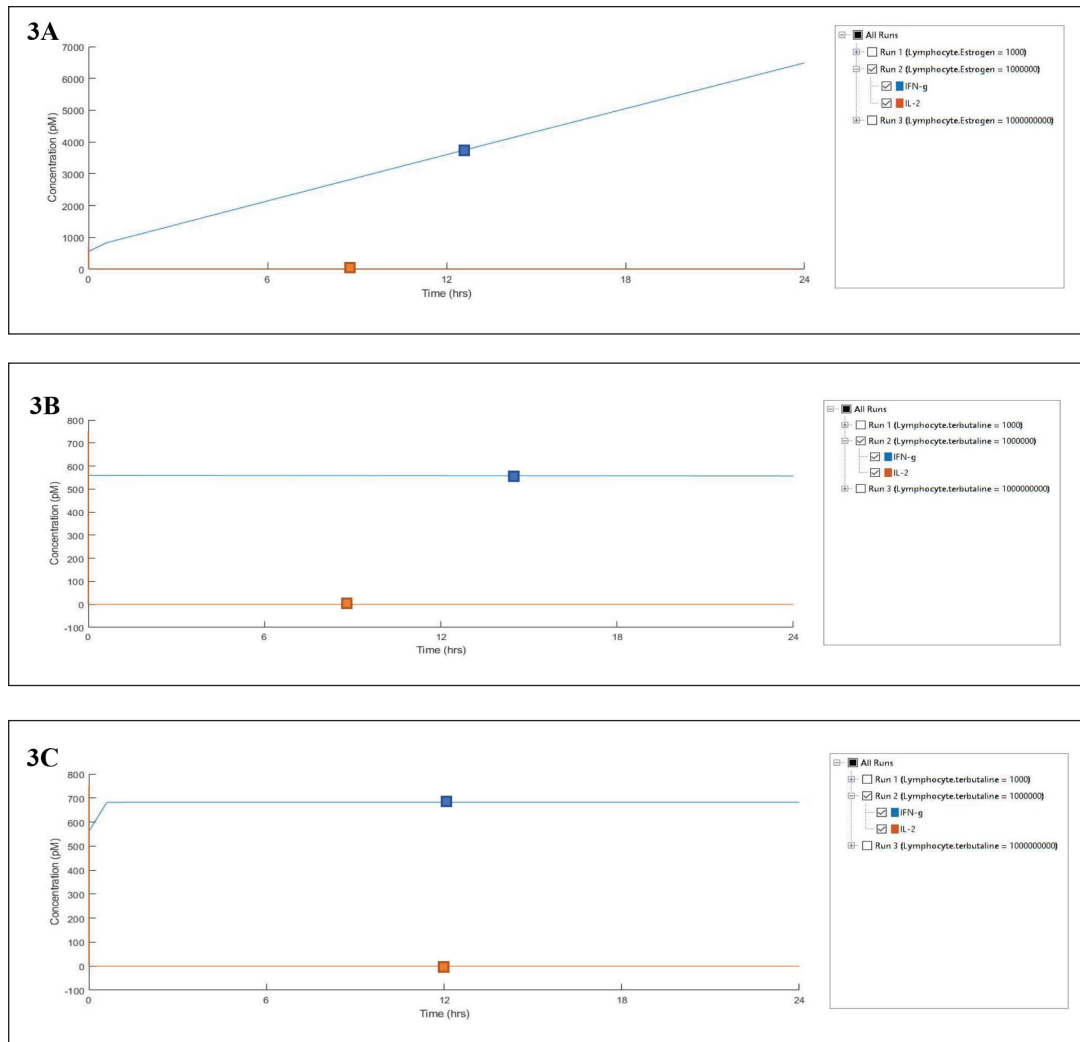 3A
7000
6000
5000
4000
3000
2000
1000
0
Concentration (pM)
0 6 12 18 24
Time (hrs)
All Runs
Run 1 (Lymphocyte.Estrogen = 1000)
Run 2 (Lymphocyte.Estrogen = 1000000)
IFN-g
IL-2
Run 3 (Lymphocyte.Estrogen = 1000000000)
3B
800
700
600
500
400
300
200
100
0
-100
Concentration (pM)
0 6 12 18 24
Time (hrs)
All Runs
Run 1 (Lymphocyte.terbutaline = 1000)
Run 2 (Lymphocyte.terbutaline = 1000000)
IFN-g
IL-2
Run 3 (Lymphocyte.terbutaline = 1000000000)
3C
800
700
600
500
400
300
200
100
0
-100
Concentration (pM)
0 6 12 18 24
Time (hrs)
All Runs
Run 1 (Lymphocyte.terbutaline = 1000)
Run 2 (Lymphocyte.terbutaline = 1000000)
IFN-g
IL-2
Run 3 (Lymphocyte.terbutaline = 1000000000)